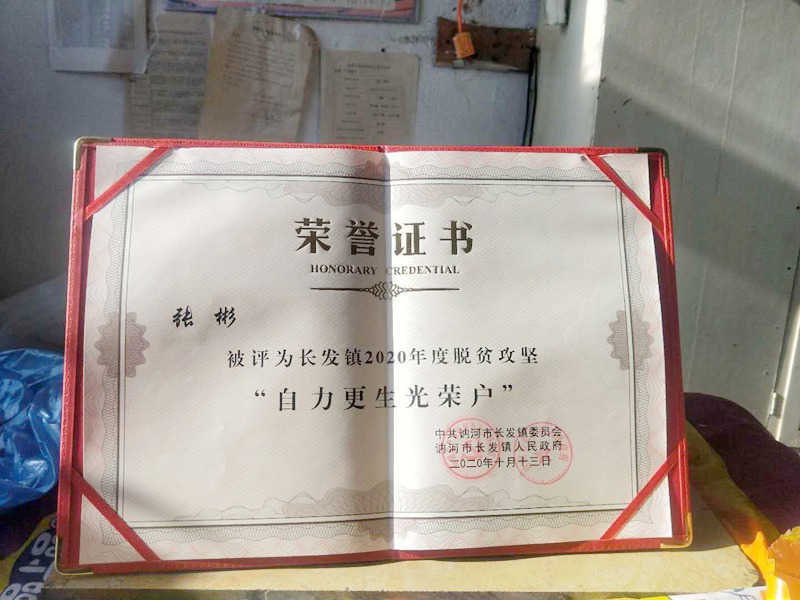 荣誉证书
HONORARY CREDENTIAL
张 彬
被评为长发镇2020年度脱贫攻坚
“自力更生光荣户”
中共讷河市长发镇委员会
讷河市长发镇人民政府
二〇二〇年十月十三日